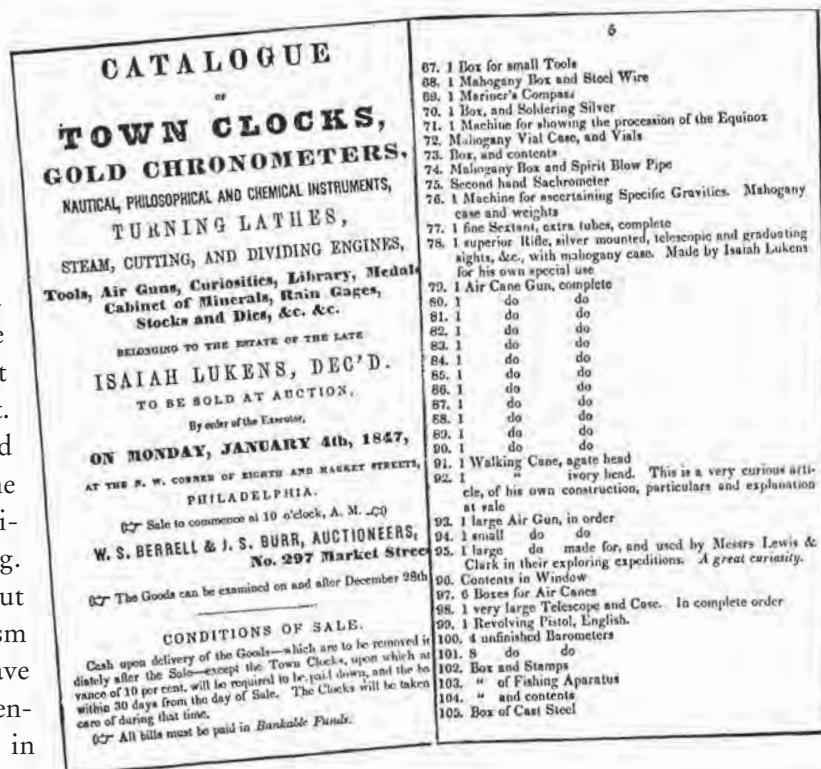 CATALOGUE
OF
TOWN CLOCKS,
GOLD CHRONOMETERS,
NAUTICAL, PHILOSOPHICAL AND CHEMICAL INSTRUMENTS,
TURNING LATHES,
STEAM, CUTTING, AND DIVIDING ENGINES,
Tools, Air Guns, Curiosities, Library, Medals
Cabinet of Minerals, Rain Gages,
Stocks and Dies, &c. &c.
BELONGING TO THE ESTATE OF THE LATE
ISAIAH LUKENS, DEC'D.
TO BE SOLD AT AUCTION,
By order of the Executor,
ON MONDAY, JANUARY 4th, 1847,
AT THE N. W. CORNER OF EIGHTH AND MARKET STREETS,
PHILADELPHIA.
Sale to commence at 10 o'clock, A. M.
W. S. BERRELL & J. S. BURR, AUCTIONEERS,
No. 297 Market Stree
The Goods can be examined on and after December 28th
CONDITIONS OF SALE.
Cash upon delivery of the Goods—which are to be removed i
diately after the Sale—except the Town Clocks, upon which a
vance of 10 per cent. will be required to be paid down, and the ba
within 30 days from the day of Sale. The Clocks will be taken
care of during that time.
All bills must be paid in Bankable Funds.
67. 1 Box for small Tools
68. 1 Mahogany Box and Steel Wire
69. 1 Mariner's Compass
70. 1 Box, and Soldering Silver
71. 1 Machine for showing the procession of the Equinox
72. Mahogany Vial Case, and Vials
73. Box, and contents
74. Mahogany Box and Spirit Blow Pipe
75. Second hand Sachrometer
76. 1 Machine for ascertaining Specific Gravities. Mahogany
case and weights
77. 1 fine Sextant, extra tubes, complete
78. 1 superior Rifle, silver mounted, telescopic and graduating
sights, &c., with mahogany case. Made by Isaiah Lukens
for his own special use
79. 1 Air Cane Gun, complete
80. 1 do do
81. 1 do do
82. 1 do do
83. 1 do do
84. 1 do do
85. 1 do do
86. 1 do do
87. 1 do do
88. 1 do do
89. 1 do do
90. 1 do do
91. 1 Walking Cane, agate head
92. 1 " ivory head. This is a very curious arti-
cle, of his own construction, particulars and explanation
at sale
93. 1 large Air Gun, in order
94. 1 small do do
95. 1 large do made for, and used by Messrs Lewis &
Clark in their exploring expeditions. A great curiosity.
96. Contents in Window
97. 6 Boxes for Air Canes
98. 1 very large Telescope and Case. In complete order
99. 1 Revolving Pistol, English.
100. 4 unfinished Barometers
101. 8 do do
102. Box and Stamps
103. " of Fishing Aparatus
104. " and contents
105. Box of Cast Steel